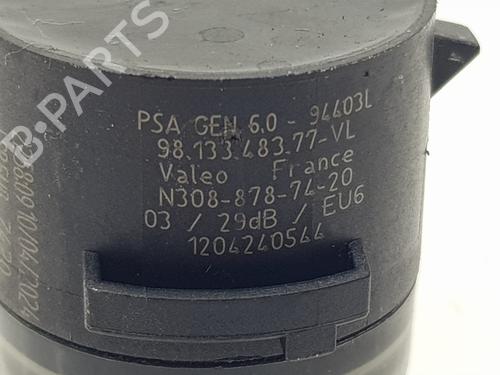 PSA GEN 6.0 - 94403L
98.133.483.77-VL
Valeo France
N308-878-74-20
03 / 29dB / EU6
1204240544
B-PARTS